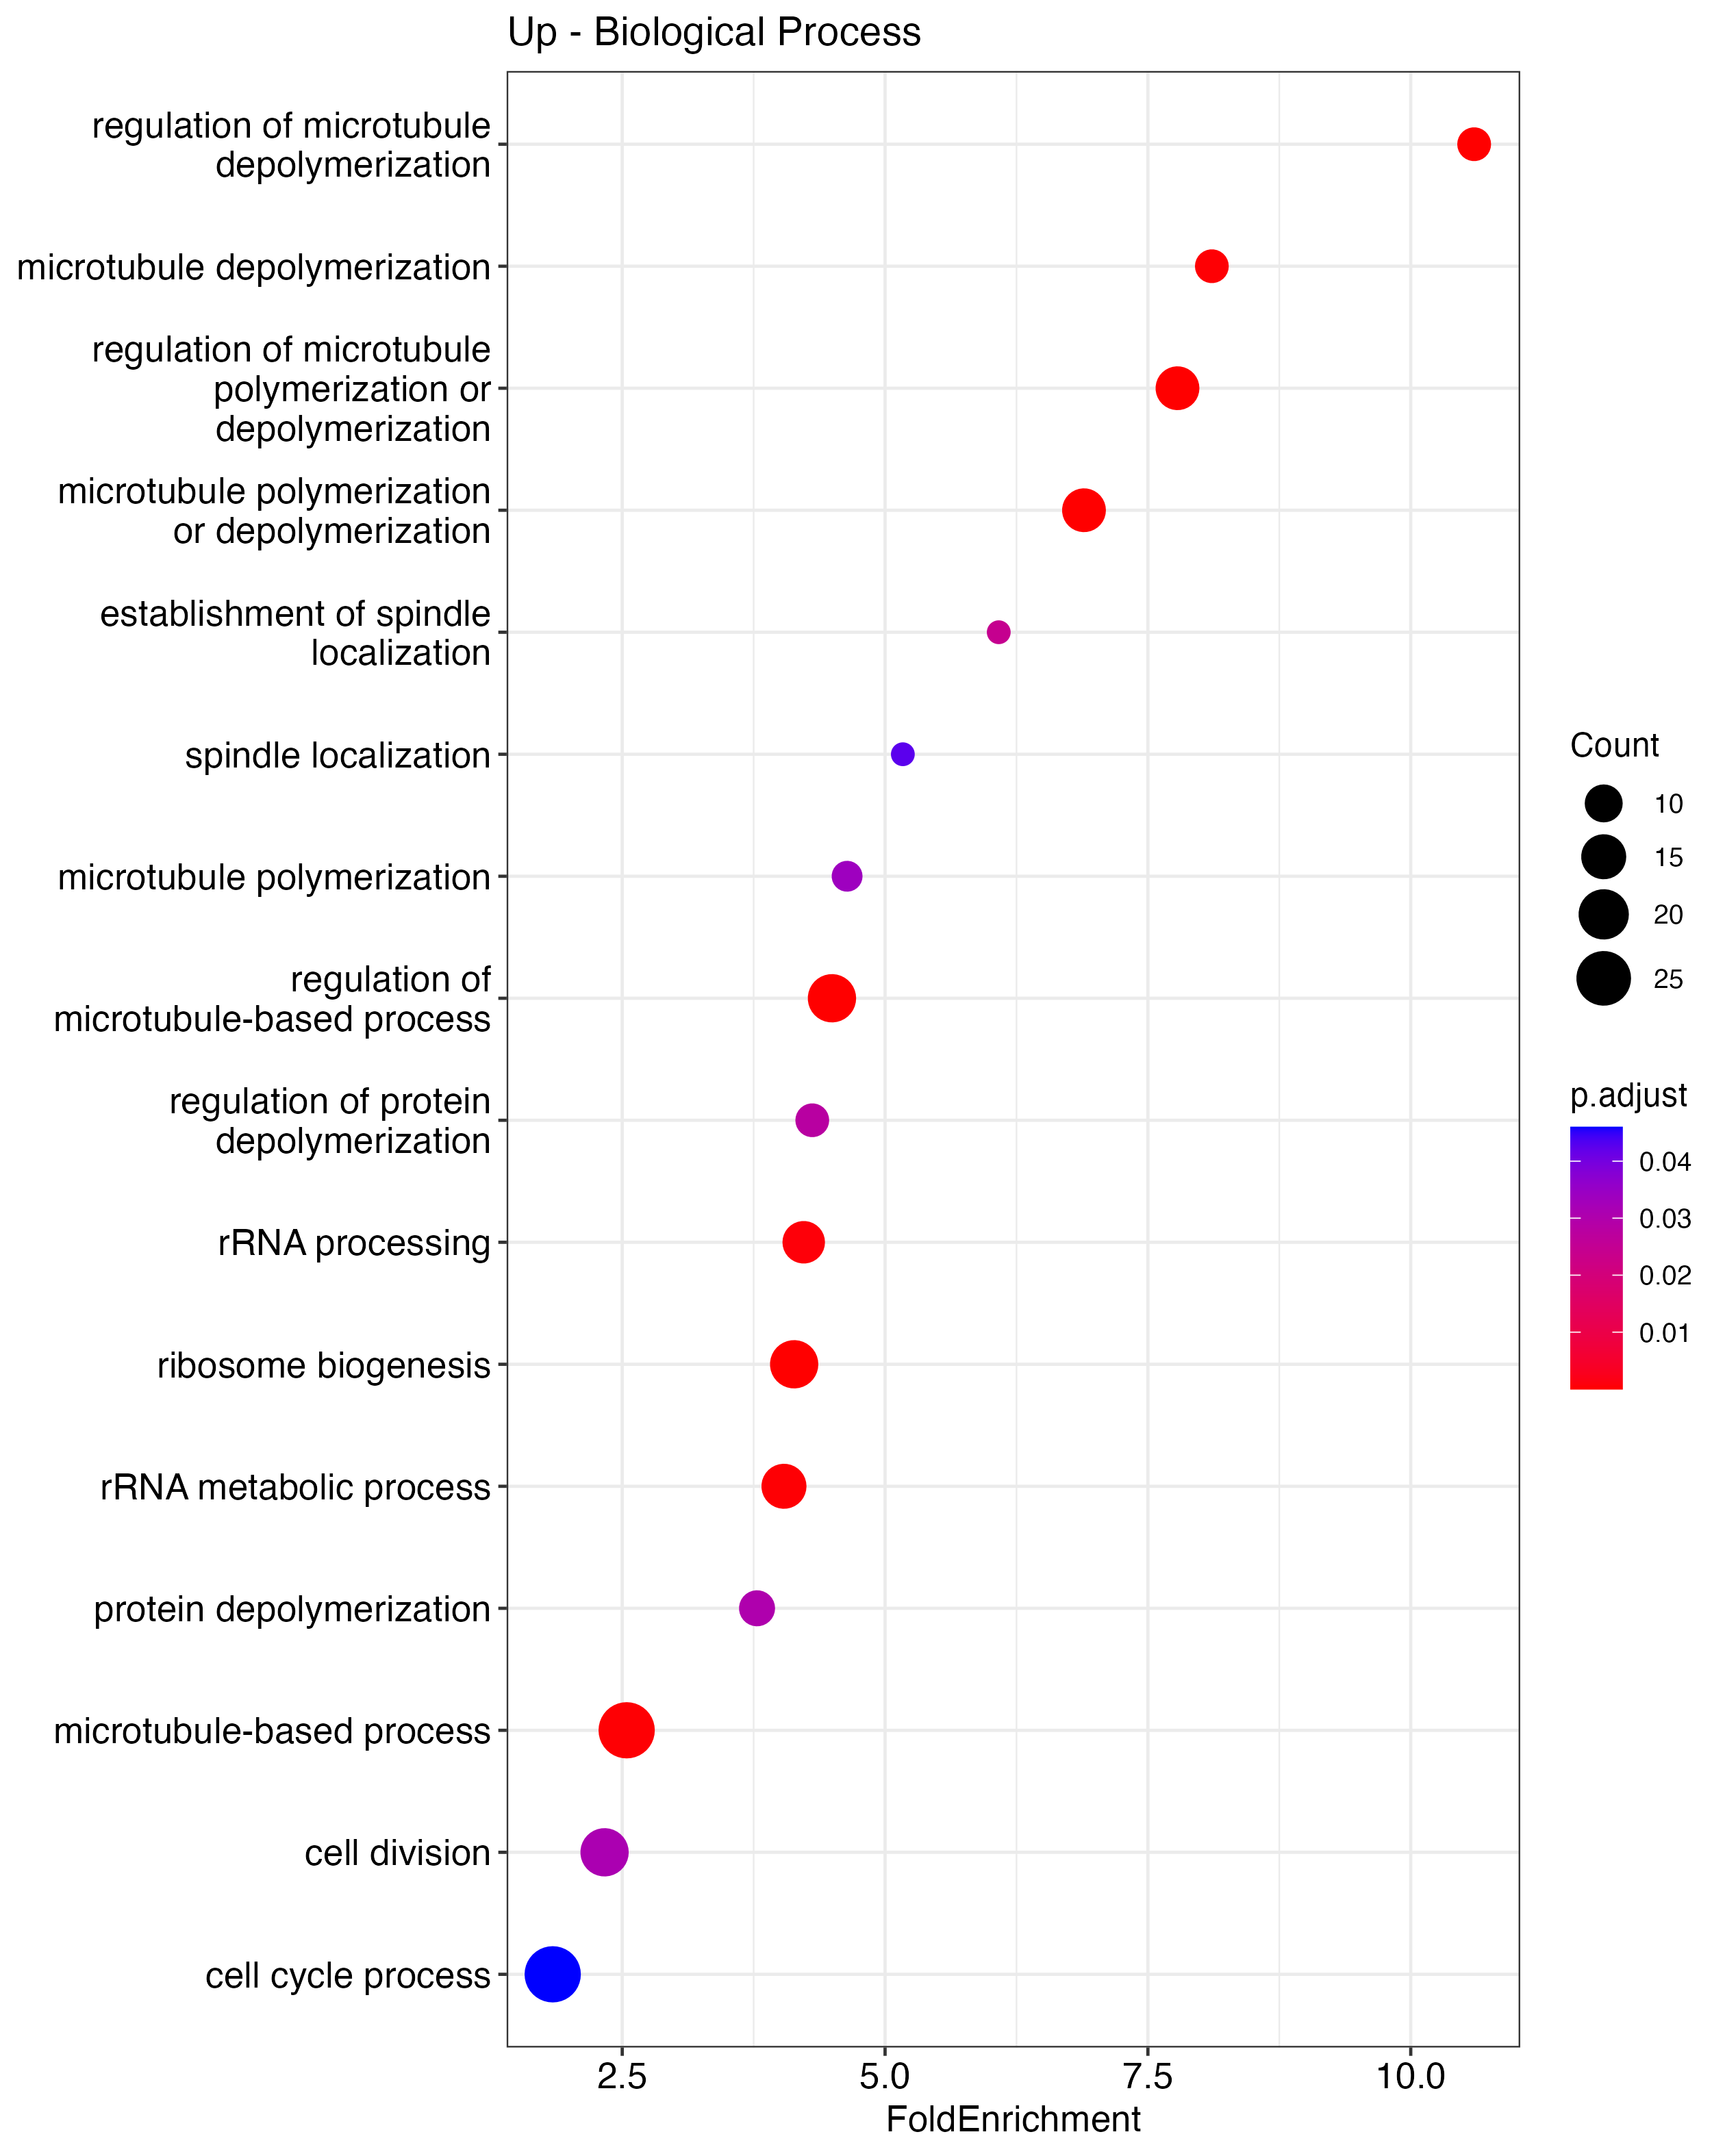 Up - Biological Process
regulation of microtubule
depolymerization
microtubule depolymerization
regulation of microtubule
polymerization or
depolymerization
microtubule polymerization
or depolymerization
establishment of spindle
localization
spindle localization
microtubule polymerization
regulation of
microtubule-based process
regulation of protein
depolymerization
rRNA processing
ribosome biogenesis
rRNA metabolic process
protein depolymerization
microtubule-based process
cell division
cell cycle process
2.5 5.0 7.5 10.0
FoldEnrichment
Count
10
15
20
25
p.adjust
0.04
0.03
0.02
0.01